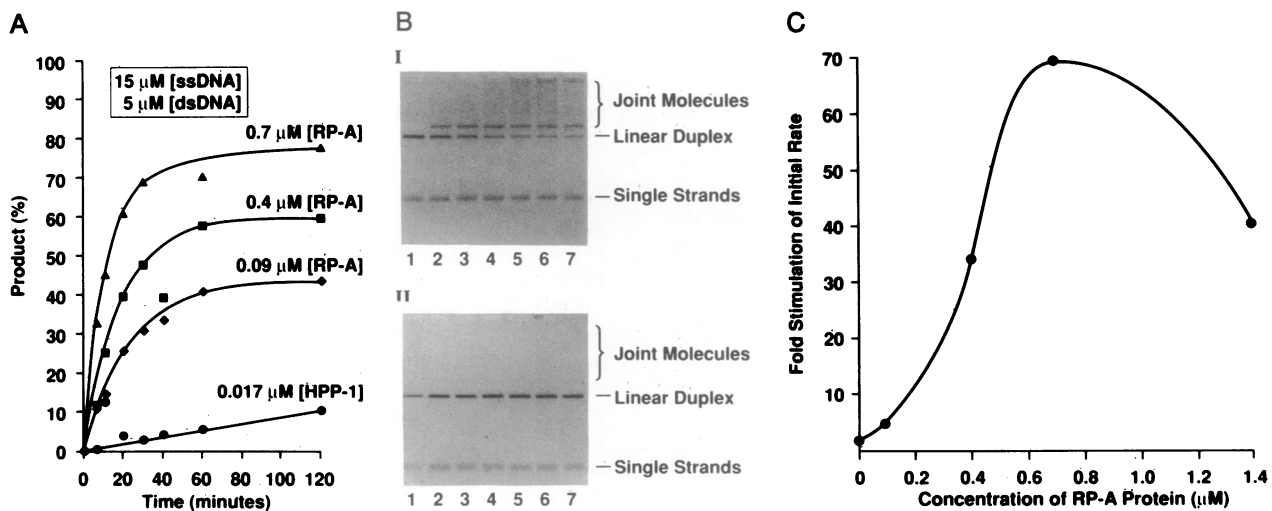 A
15 µM [ssDNA]
5 µM [dsDNA]
0.7 µM [RP-A]
0.4 µM [RP-A]
0.09 µM [RP-A]
0.017 µM [HPP-1]
Product (%)
100
90
80
70
60
50
40
30
20
10
0
0 20 40 60 80 100 120
Time (minutes)
B
I
Joint Molecules
Linear Duplex
Single Strands
1 2 3 4 5 6 7
II
Joint Molecules
Linear Duplex
Single Strands
1 2 3 4 5 6 7
C
Fold Stimulation of Initial Rate
70
60
50
40
30
20
10
0 0.2 0.4 0.6 0.8 1.0 1.2 1.4
Concentration of RP-A Protein (µM)